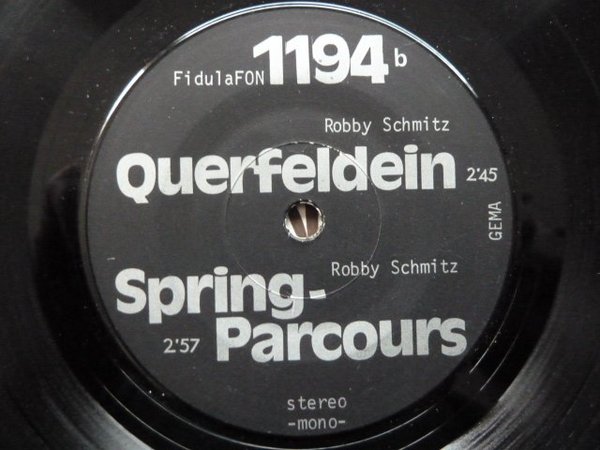 FidulaFON 1194 b
Robby Schmitz
Querfeldein 2'45
GEMA
Robby Schmitz
Spring-
2'57 Parcours
stereo
-mono-